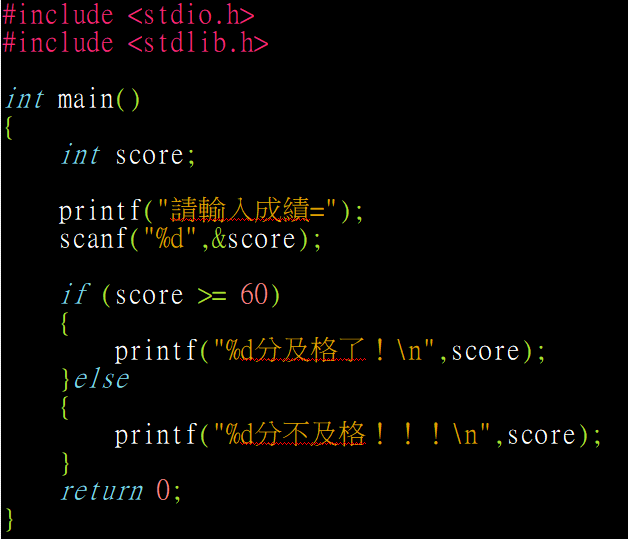 #include <stdio.h>
#include <stdlib.h>

int main()
{
    int score;

    printf("請輸入成績=");
    scanf("%d",&score);

    if (score >= 60)
    {
        printf("%d分及格了！\n",score);
    }else
    {
        printf("%d分不及格！！！\n",score);
    }
    return 0;
}